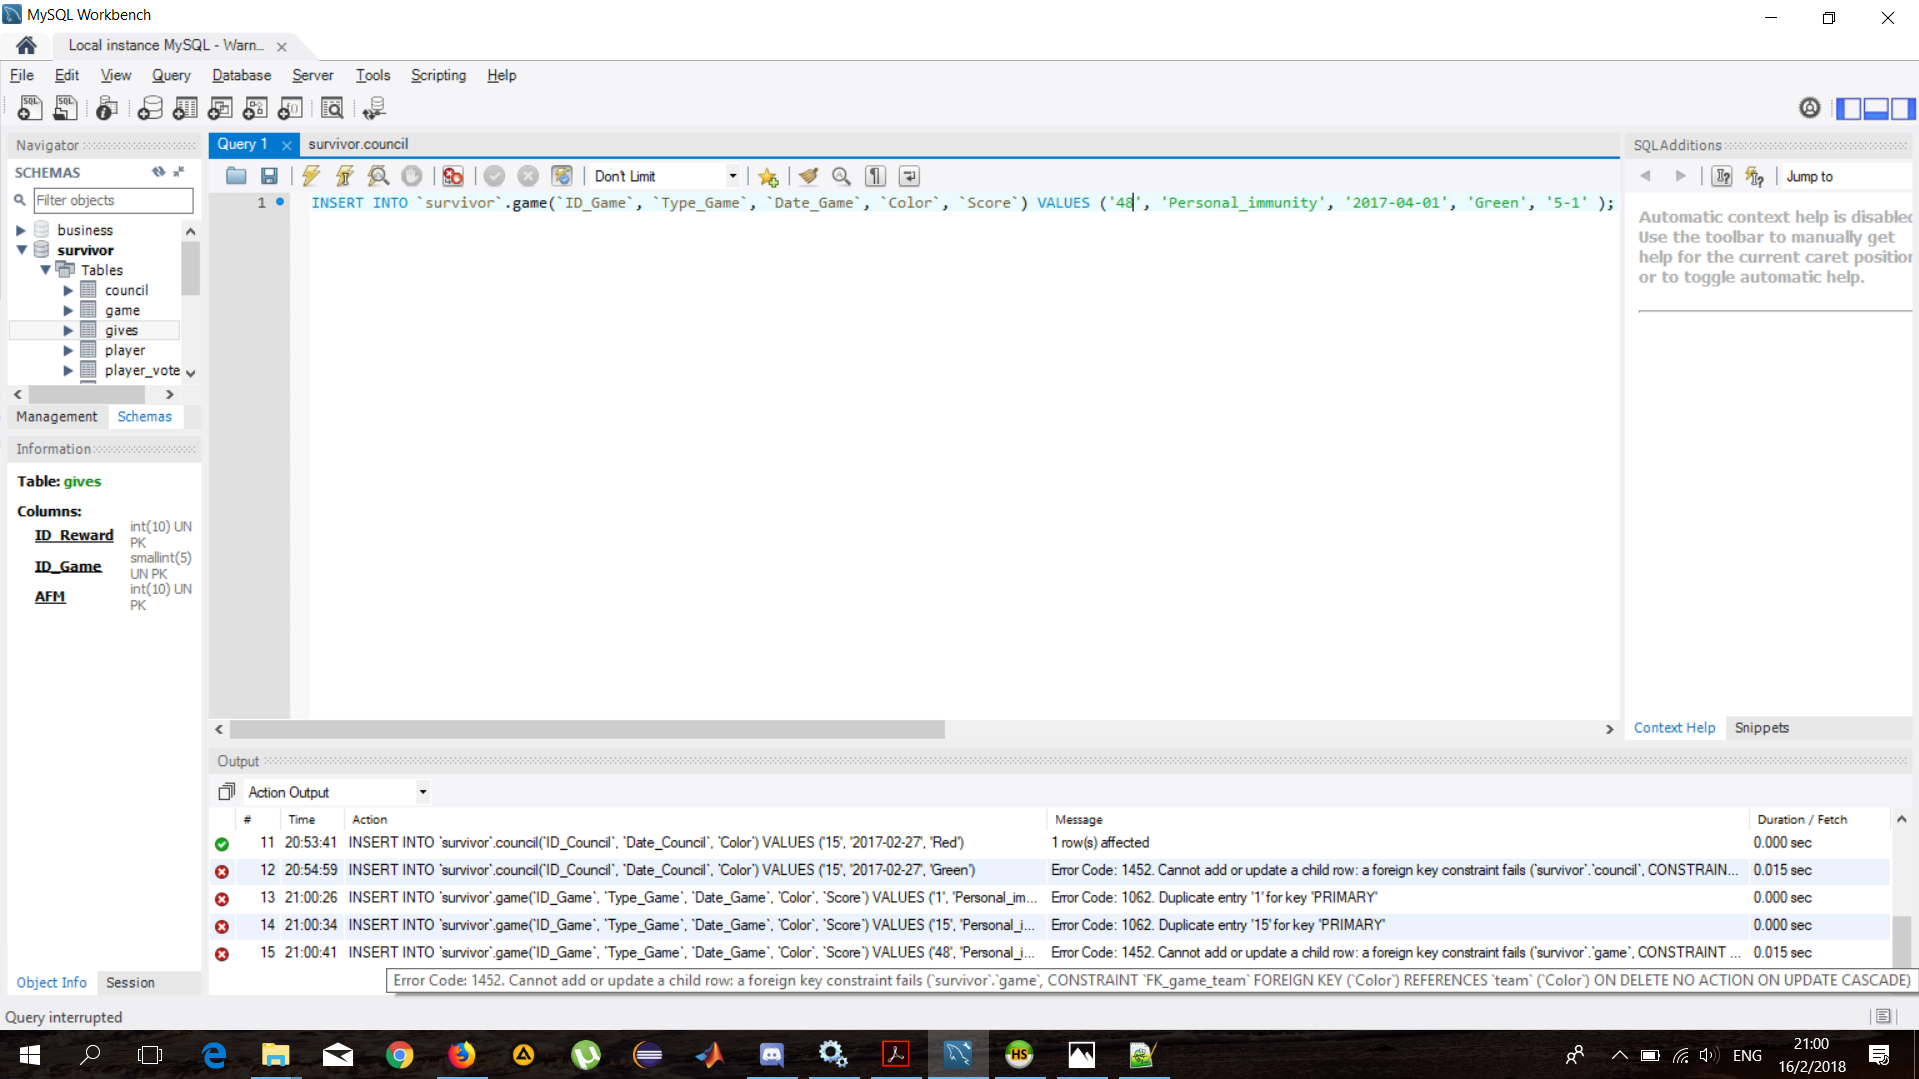 MySQL Workbench
Local instance MySQL - Warn...
File Edit View Query Database Server Tools Scripting Help
Navigator
SCHEMAS
Filter objects
business
survivor
Tables
council
game
gives
player
player_vote
Management Schemas
Information
Table: gives
Columns:
ID_Reward int(10) UN PK
ID_Game smallint(5) UN PK
AFM int(10) UN PK
Object Info Session
Query 1 survivor.council
Don't Limit
1 INSERT INTO `survivor`.game(`ID_Game`, `Type_Game`, `Date_Game`, `Color`, `Score`) VALUES ('48', 'Personal_immunity', '2017-04-01', 'Green', '5-1' );
SQLAdditions
Jump to
Automatic context help is disabled
Use the toolbar to manually get
help for the current caret position
or to toggle automatic help.
Context Help Snippets
Output
Action Output
# Time Action Message Duration / Fetch
11 20:53:41 INSERT INTO `survivor`.council(`ID_Council`, `Date_Council`, `Color`) VALUES ('15', '2017-02-27', 'Red') 1 row(s) affected 0.000 sec
12 20:54:59 INSERT INTO `survivor`.council(`ID_Council`, `Date_Council`, `Color`) VALUES ('15', '2017-02-27', 'Green') Error Code: 1452. Cannot add or update a child row: a foreign key constraint fails (`survivor`.`council`, CONSTRAIN... 0.015 sec
13 21:00:26 INSERT INTO `survivor`.game(`ID_Game`, `Type_Game`, `Date_Game`, `Color`, `Score`) VALUES ('1', 'Personal_im... Error Code: 1062. Duplicate entry '1' for key 'PRIMARY' 0.000 sec
14 21:00:34 INSERT INTO `survivor`.game(`ID_Game`, `Type_Game`, `Date_Game`, `Color`, `Score`) VALUES ('15', 'Personal_i... Error Code: 1062. Duplicate entry '15' for key 'PRIMARY' 0.000 sec
15 21:00:41 INSERT INTO `survivor`.game(`ID_Game`, `Type_Game`, `Date_Game`, `Color`, `Score`) VALUES ('48', 'Personal_i... Error Code: 1452. Cannot add or update a child row: a foreign key constraint fails (`survivor`.`game`, CONSTRAINT ... 0.015 sec
Error Code: 1452. Cannot add or update a child row: a foreign key constraint fails (`survivor`.`game`, CONSTRAINT `FK_game_team` FOREIGN KEY (`Color`) REFERENCES `team` (`Color`) ON DELETE NO ACTION ON UPDATE CASCADE)
Query interrupted
HS
ENG
21:00
16/2/2018